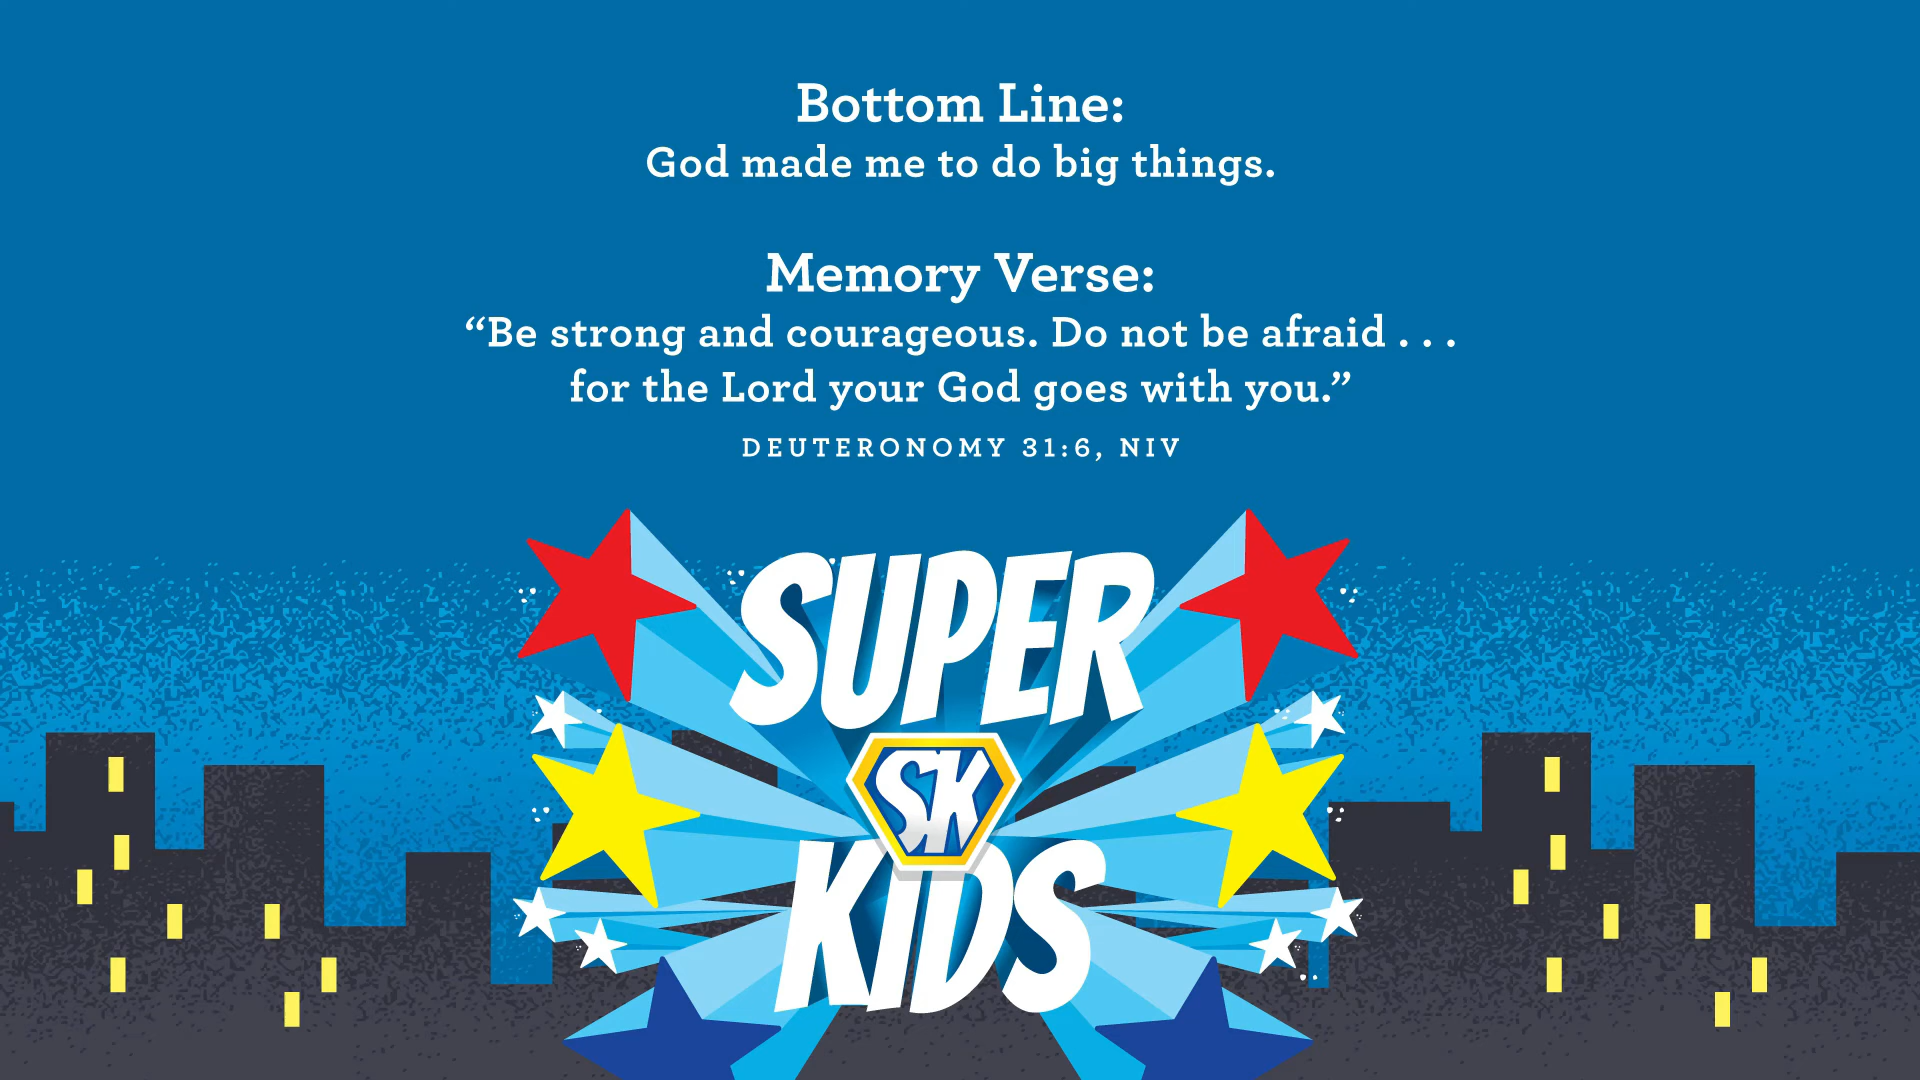 Bottom Line:
God made me to do big things.
Memory Verse:
“Be strong and courageous. Do not be afraid . . .
for the Lord your God goes with you.”
DEUTERONOMY 31:6, NIV
SUPER
SK
KIDS